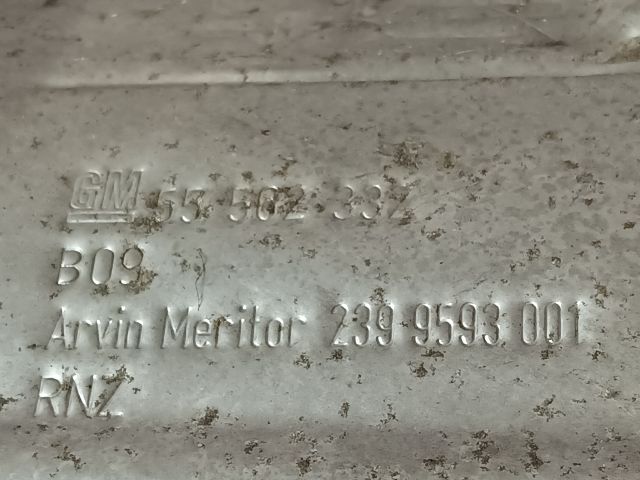 GM 55 562 332
B09
Arvin Meritor 239 9593 001
RNZ